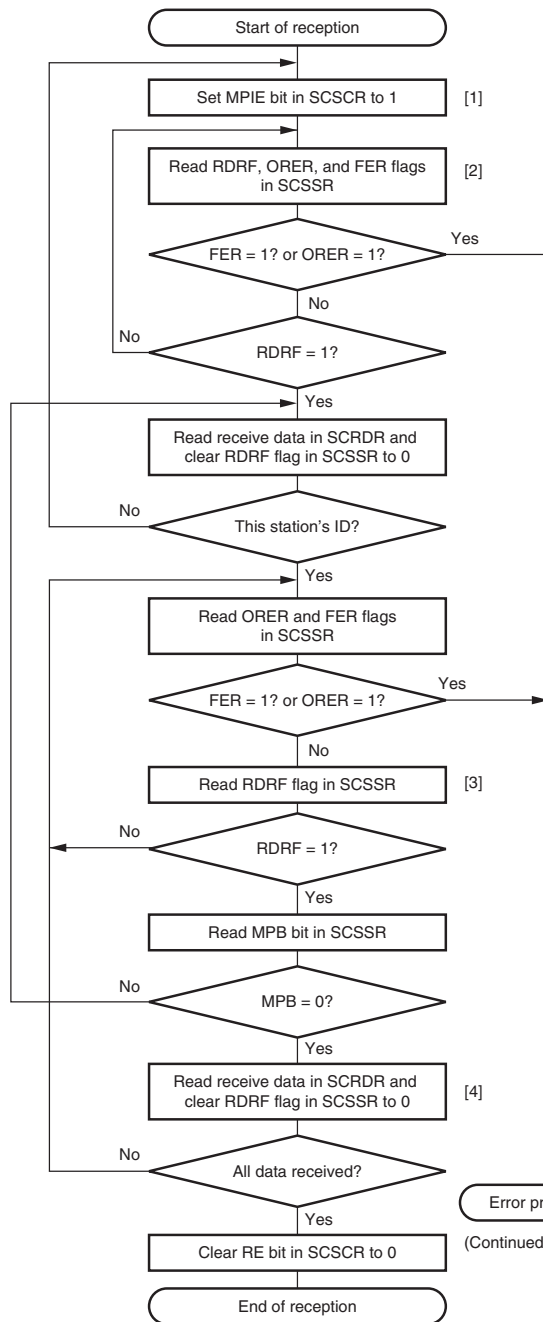 Start of reception
Set MPIE bit in SCSCR to 1
[1]
Read RDRF, ORER, and FER flags
in SCSSR
[2]
FER = 1? or ORER = 1?
Yes
No
RDRF = 1?
No
Yes
Read receive data in SCRDR and
clear RDRF flag in SCSSR to 0
This station's ID?
No
Yes
Read ORER and FER flags
in SCSSR
FER = 1? or ORER = 1?
Yes
No
Read RDRF flag in SCSSR
[3]
RDRF = 1?
No
Yes
Read MPB bit in SCSSR
MPB = 0?
No
Yes
Read receive data in SCRDR and
clear RDRF flag in SCSSR to 0
[4]
All data received?
No
Yes
Error pr
Clear RE bit in SCSCR to 0
(Continued
End of reception